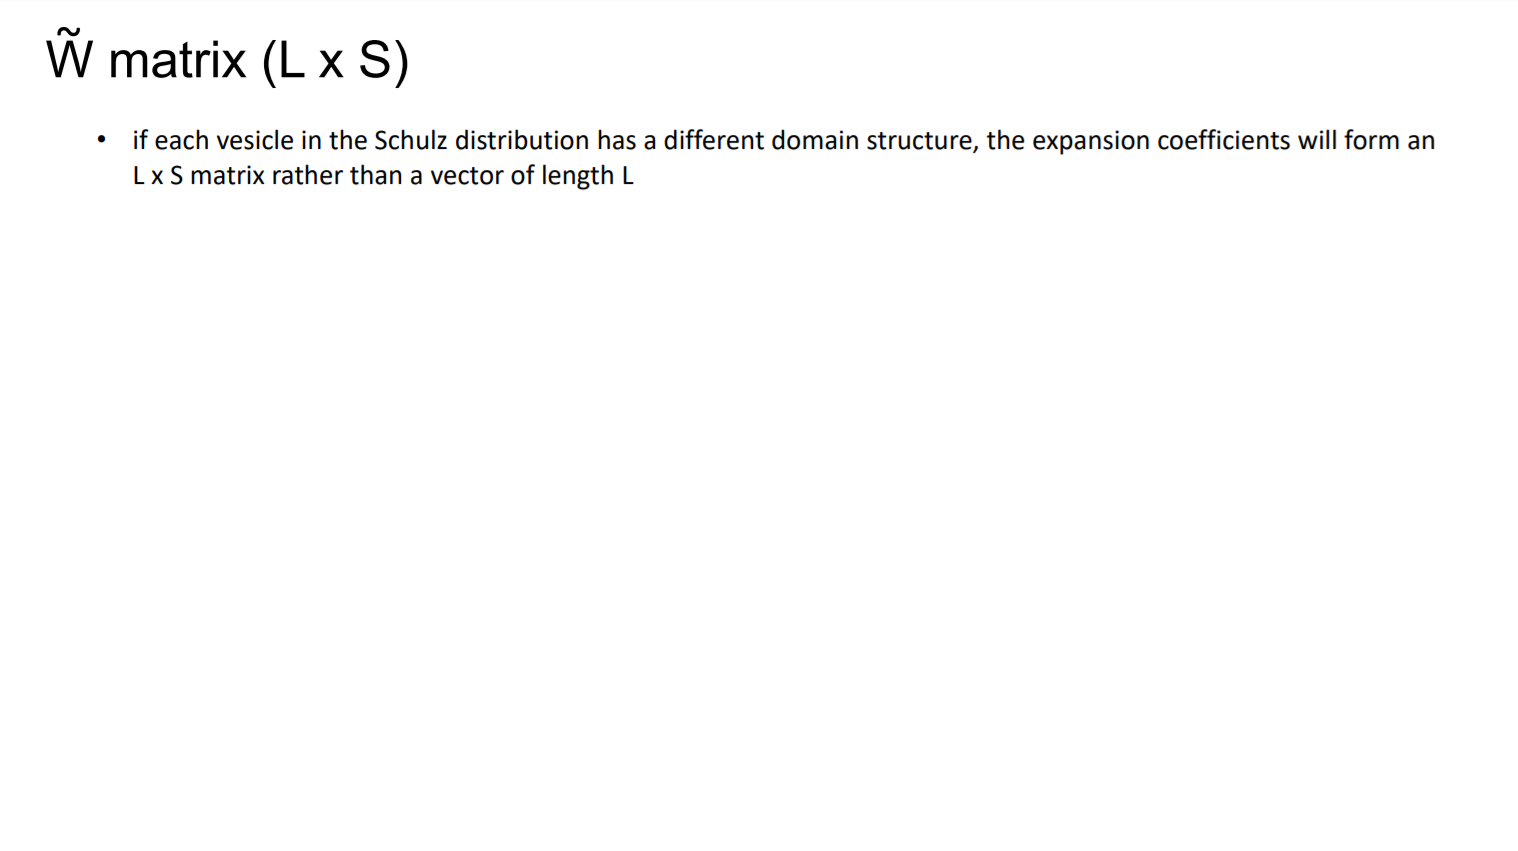 W̃ matrix (L x S)
• if each vesicle in the Schulz distribution has a different domain structure, the expansion coefficients will form an
L x S matrix rather than a vector of length L